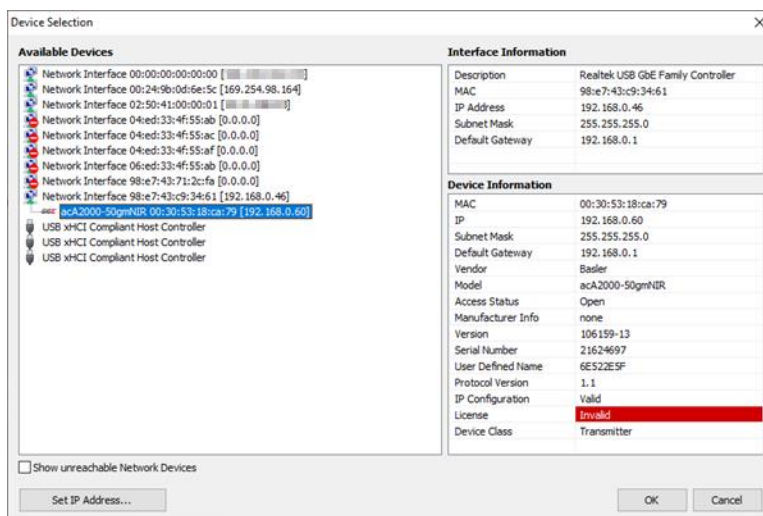 Device Selection
Available Devices
Network Interface 00:00:00:00:00:00 [
Network Interface 00:24:9b:0d:6e:5c [169.254.98.164]
Network Interface 02:50:41:00:00:01 [
Network Interface 04:ed:33:4f:55:ab [0.0.0.0]
Network Interface 04:ed:33:4f:55:ac [0.0.0.0]
Network Interface 04:ed:33:4f:55:af [0.0.0.0]
Network Interface 06:ed:33:4f:55:ab [0.0.0.0]
Network Interface 98:e7:43:71:2c:fa [0.0.0.0]
Network Interface 98:e7:43:c9:34:61 [192.168.0.46]
acA2000-50gmNIR 00:30:53:18:ca:79 [192.168.0.60]
USB xHCI Compliant Host Controller
USB xHCI Compliant Host Controller
USB xHCI Compliant Host Controller
Show unreachable Network Devices
Set IP Address...
Interface Information
Description Realtek USB GbE Family Controller
MAC 98:e7:43:c9:34:61
IP Address 192.168.0.46
Subnet Mask 255.255.255.0
Default Gateway 192.168.0.1
Device Information
MAC 00:30:53:18:ca:79
IP 192.168.0.60
Subnet Mask 255.255.255.0
Default Gateway 192.168.0.1
Vendor Basler
Model acA2000-50gmNIR
Access Status Open
Manufacturer Info none
Version 106159-13
Serial Number 21624697
User Defined Name 6E522E5F
Protocol Version 1.1
IP Configuration Valid
License Invalid
Device Class Transmitter
OK Cancel